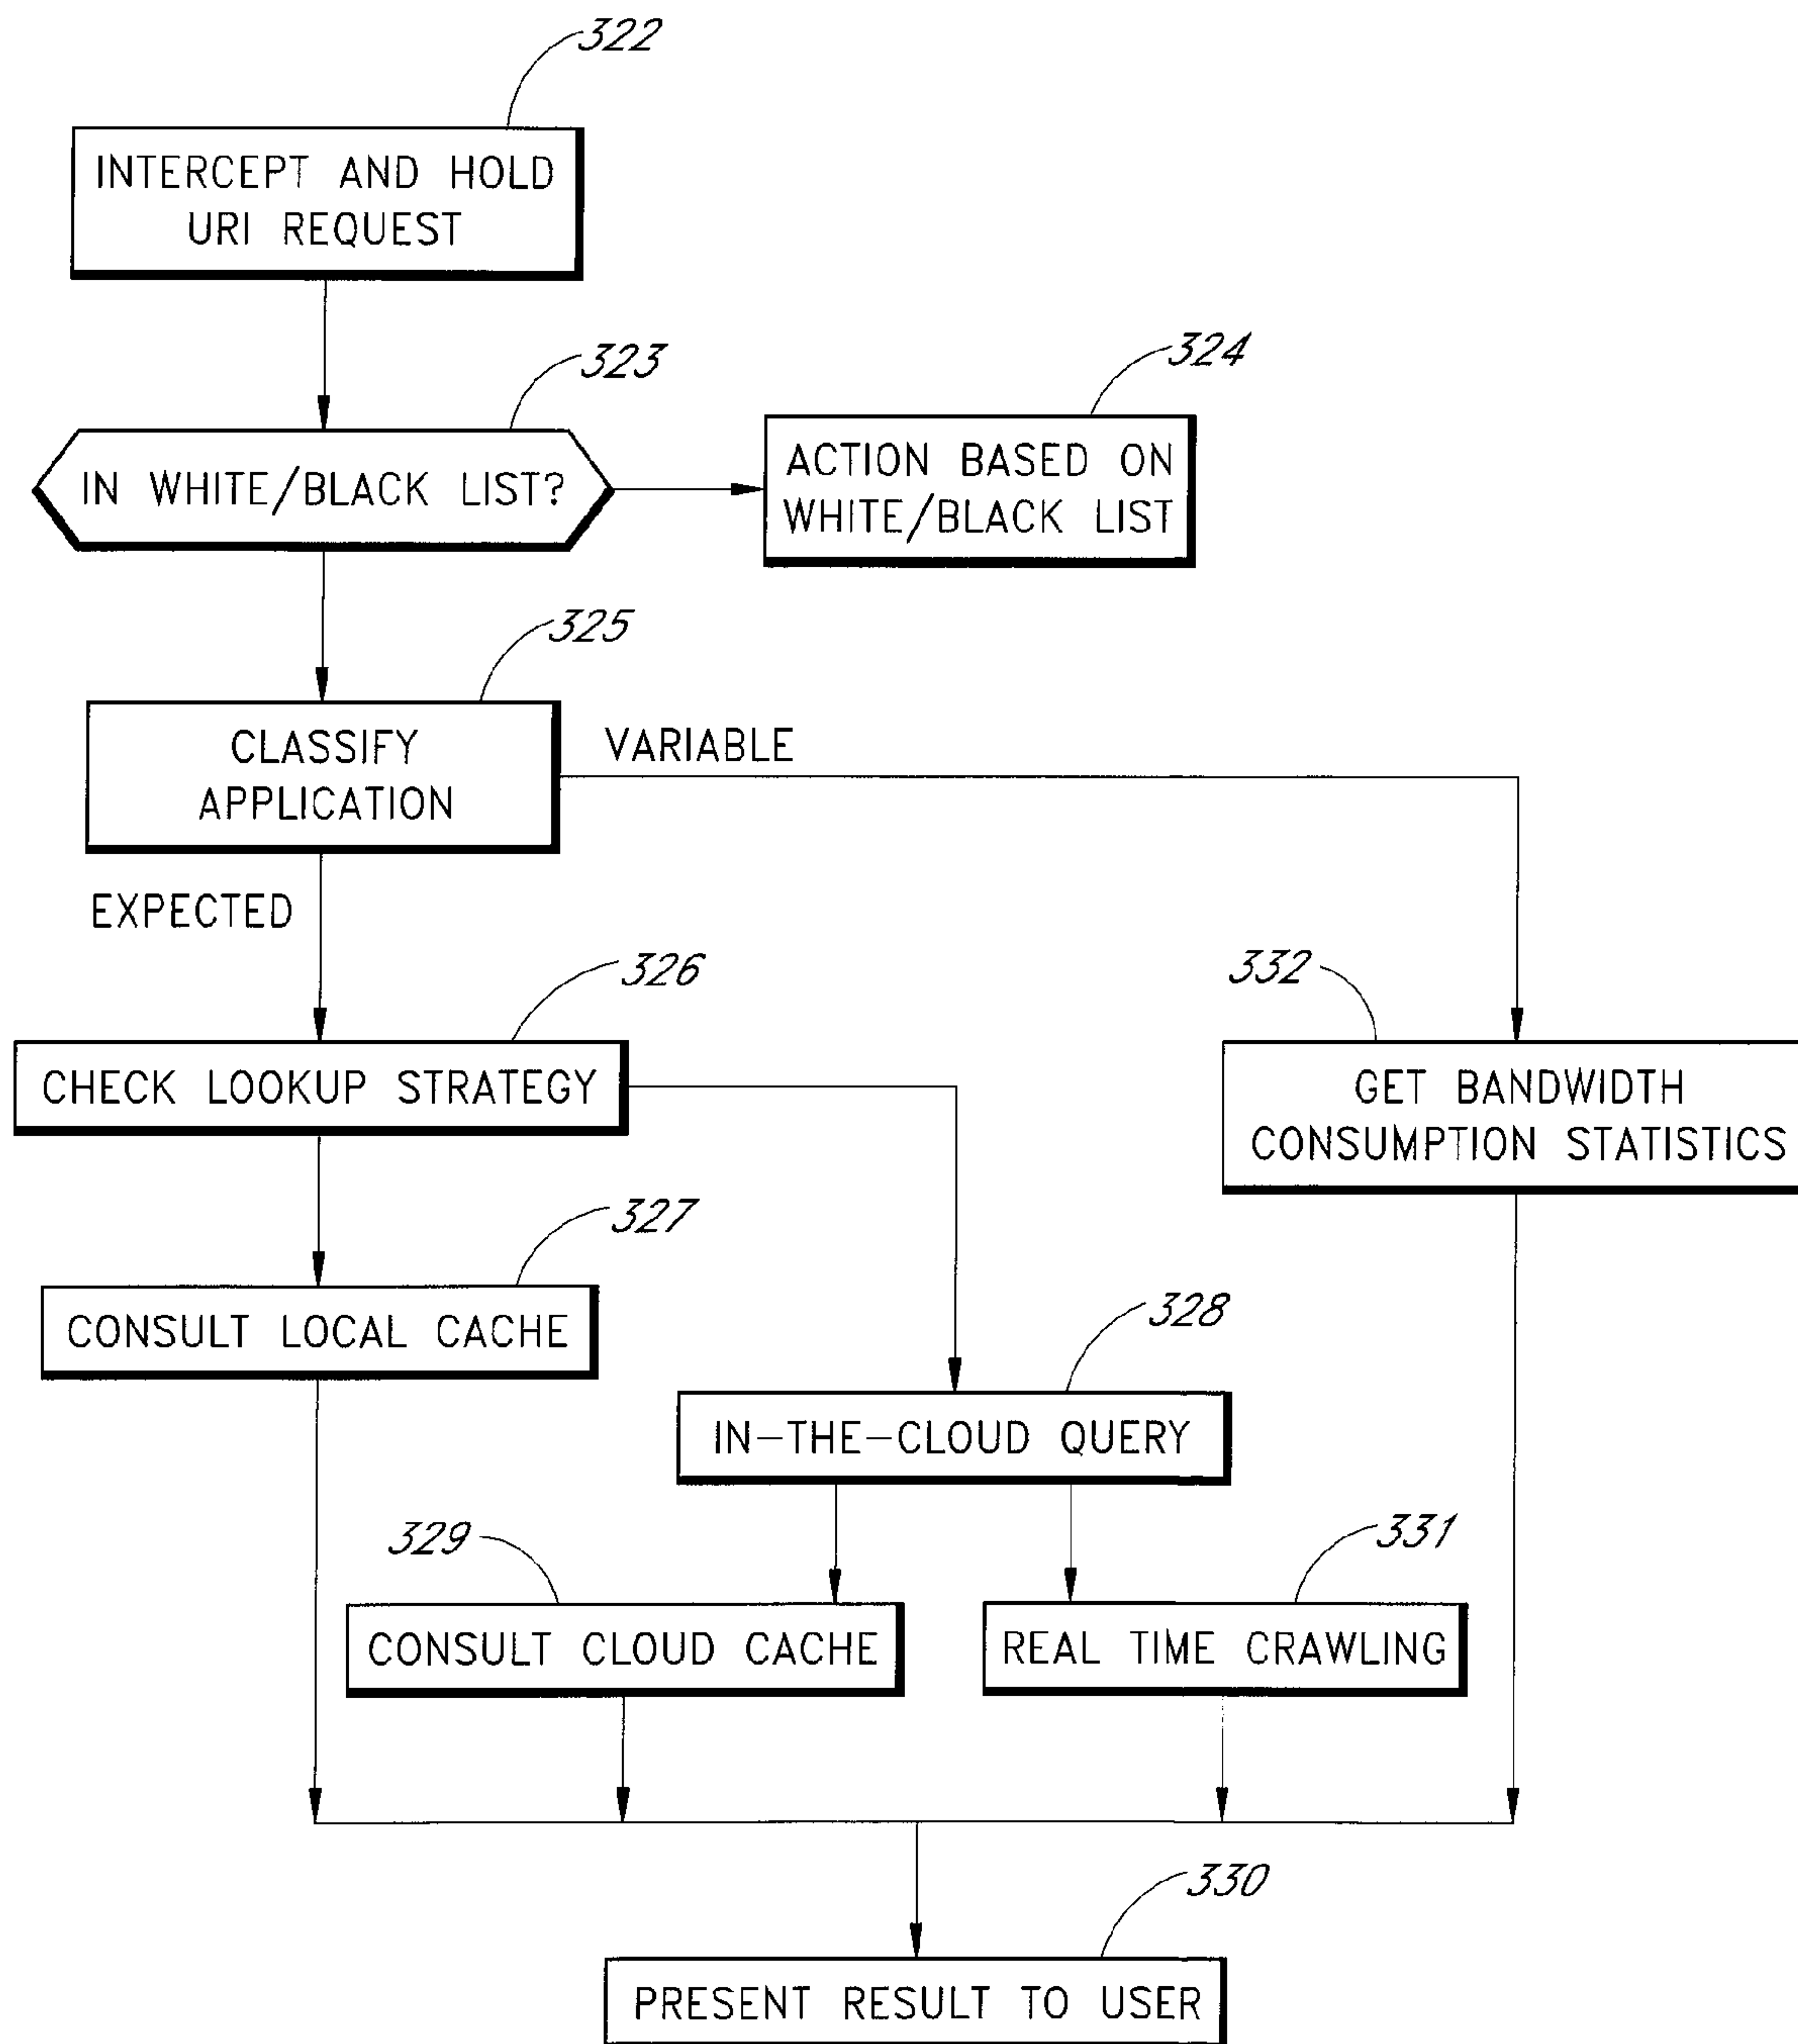 322
INTERCEPT AND HOLD
URI REQUEST
323
IN WHITE/BLACK LIST?
324
ACTION BASED ON
WHITE/BLACK LIST
325
CLASSIFY
APPLICATION
VARIABLE
EXPECTED
326
CHECK LOOKUP STRATEGY
332
GET BANDWIDTH
CONSUMPTION STATISTICS
327
CONSULT LOCAL CACHE
328
IN-THE-CLOUD QUERY
329
CONSULT CLOUD CACHE
331
REAL TIME CRAWLING
330
PRESENT RESULT TO USER